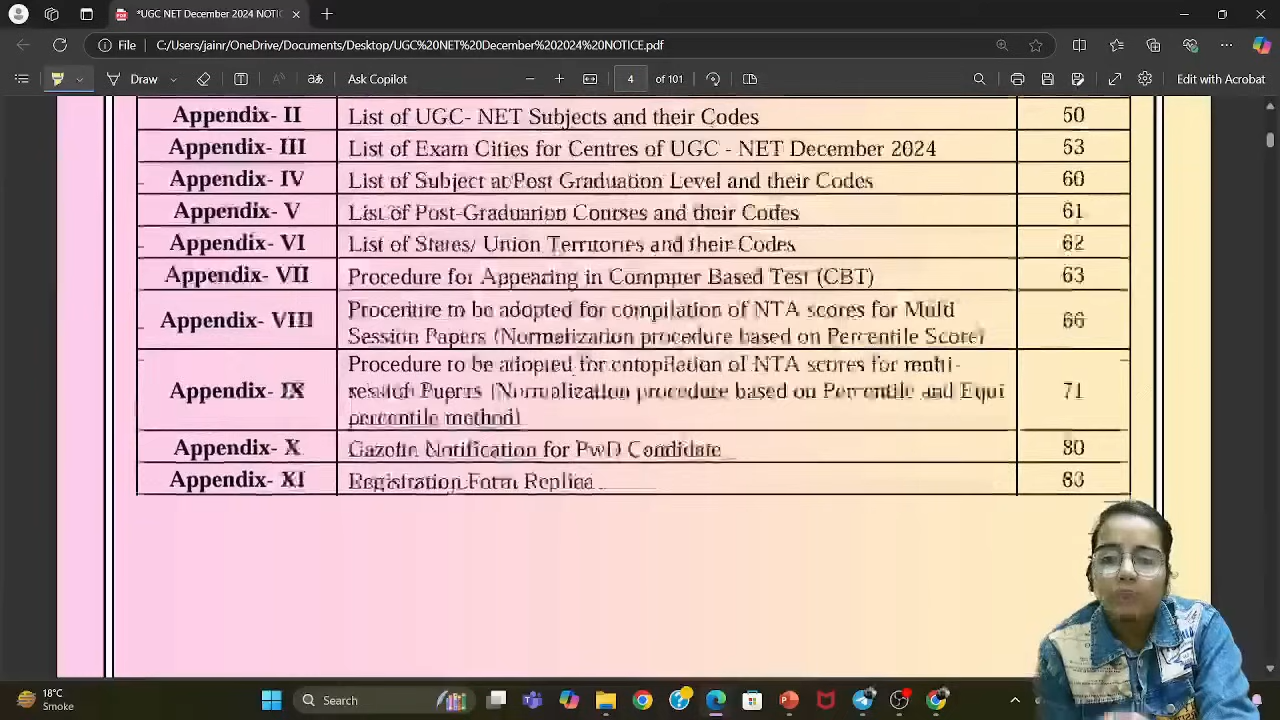 *UGC NET December 2024 NOTIC
File C:/Users/jainr/OneDrive/Documents/Desktop/UGC%20NET%20December%202024%20NOTICE.pdf
Draw Ask Copilot 4 of 101 Edit with Acrobat
Appendix- II List of UGC- NET Subjects and their Codes 50
Appendix- III List of Exam Cities for Centres of UGC - NET December 2024 53
Appendix- IV List of Subject at Post Graduation Level and their Codes 60
Appendix- V List of Post-Graduation Courses and their Codes 61
Appendix- VI List of States/ Union Territories and their Codes 62
Appendix- VII Procedure for Appearing in Computer Based Test (CBT) 63
Procedure to be adopted for compilation of NTA scores for Multi
Appendix- VIII Session Papers (Normalization procedure based on Percentile Score) 66
Procedure to be adopted for compilation of NTA scores for multi-
Appendix- IX session Papers (Normalization procedure based on Percentile and Equi 71
percentile method)
Appendix- X Gazette Notification for PwD Candidate 80
Appendix- XI Registration Form Replica 83
18°C
Smoke
Search